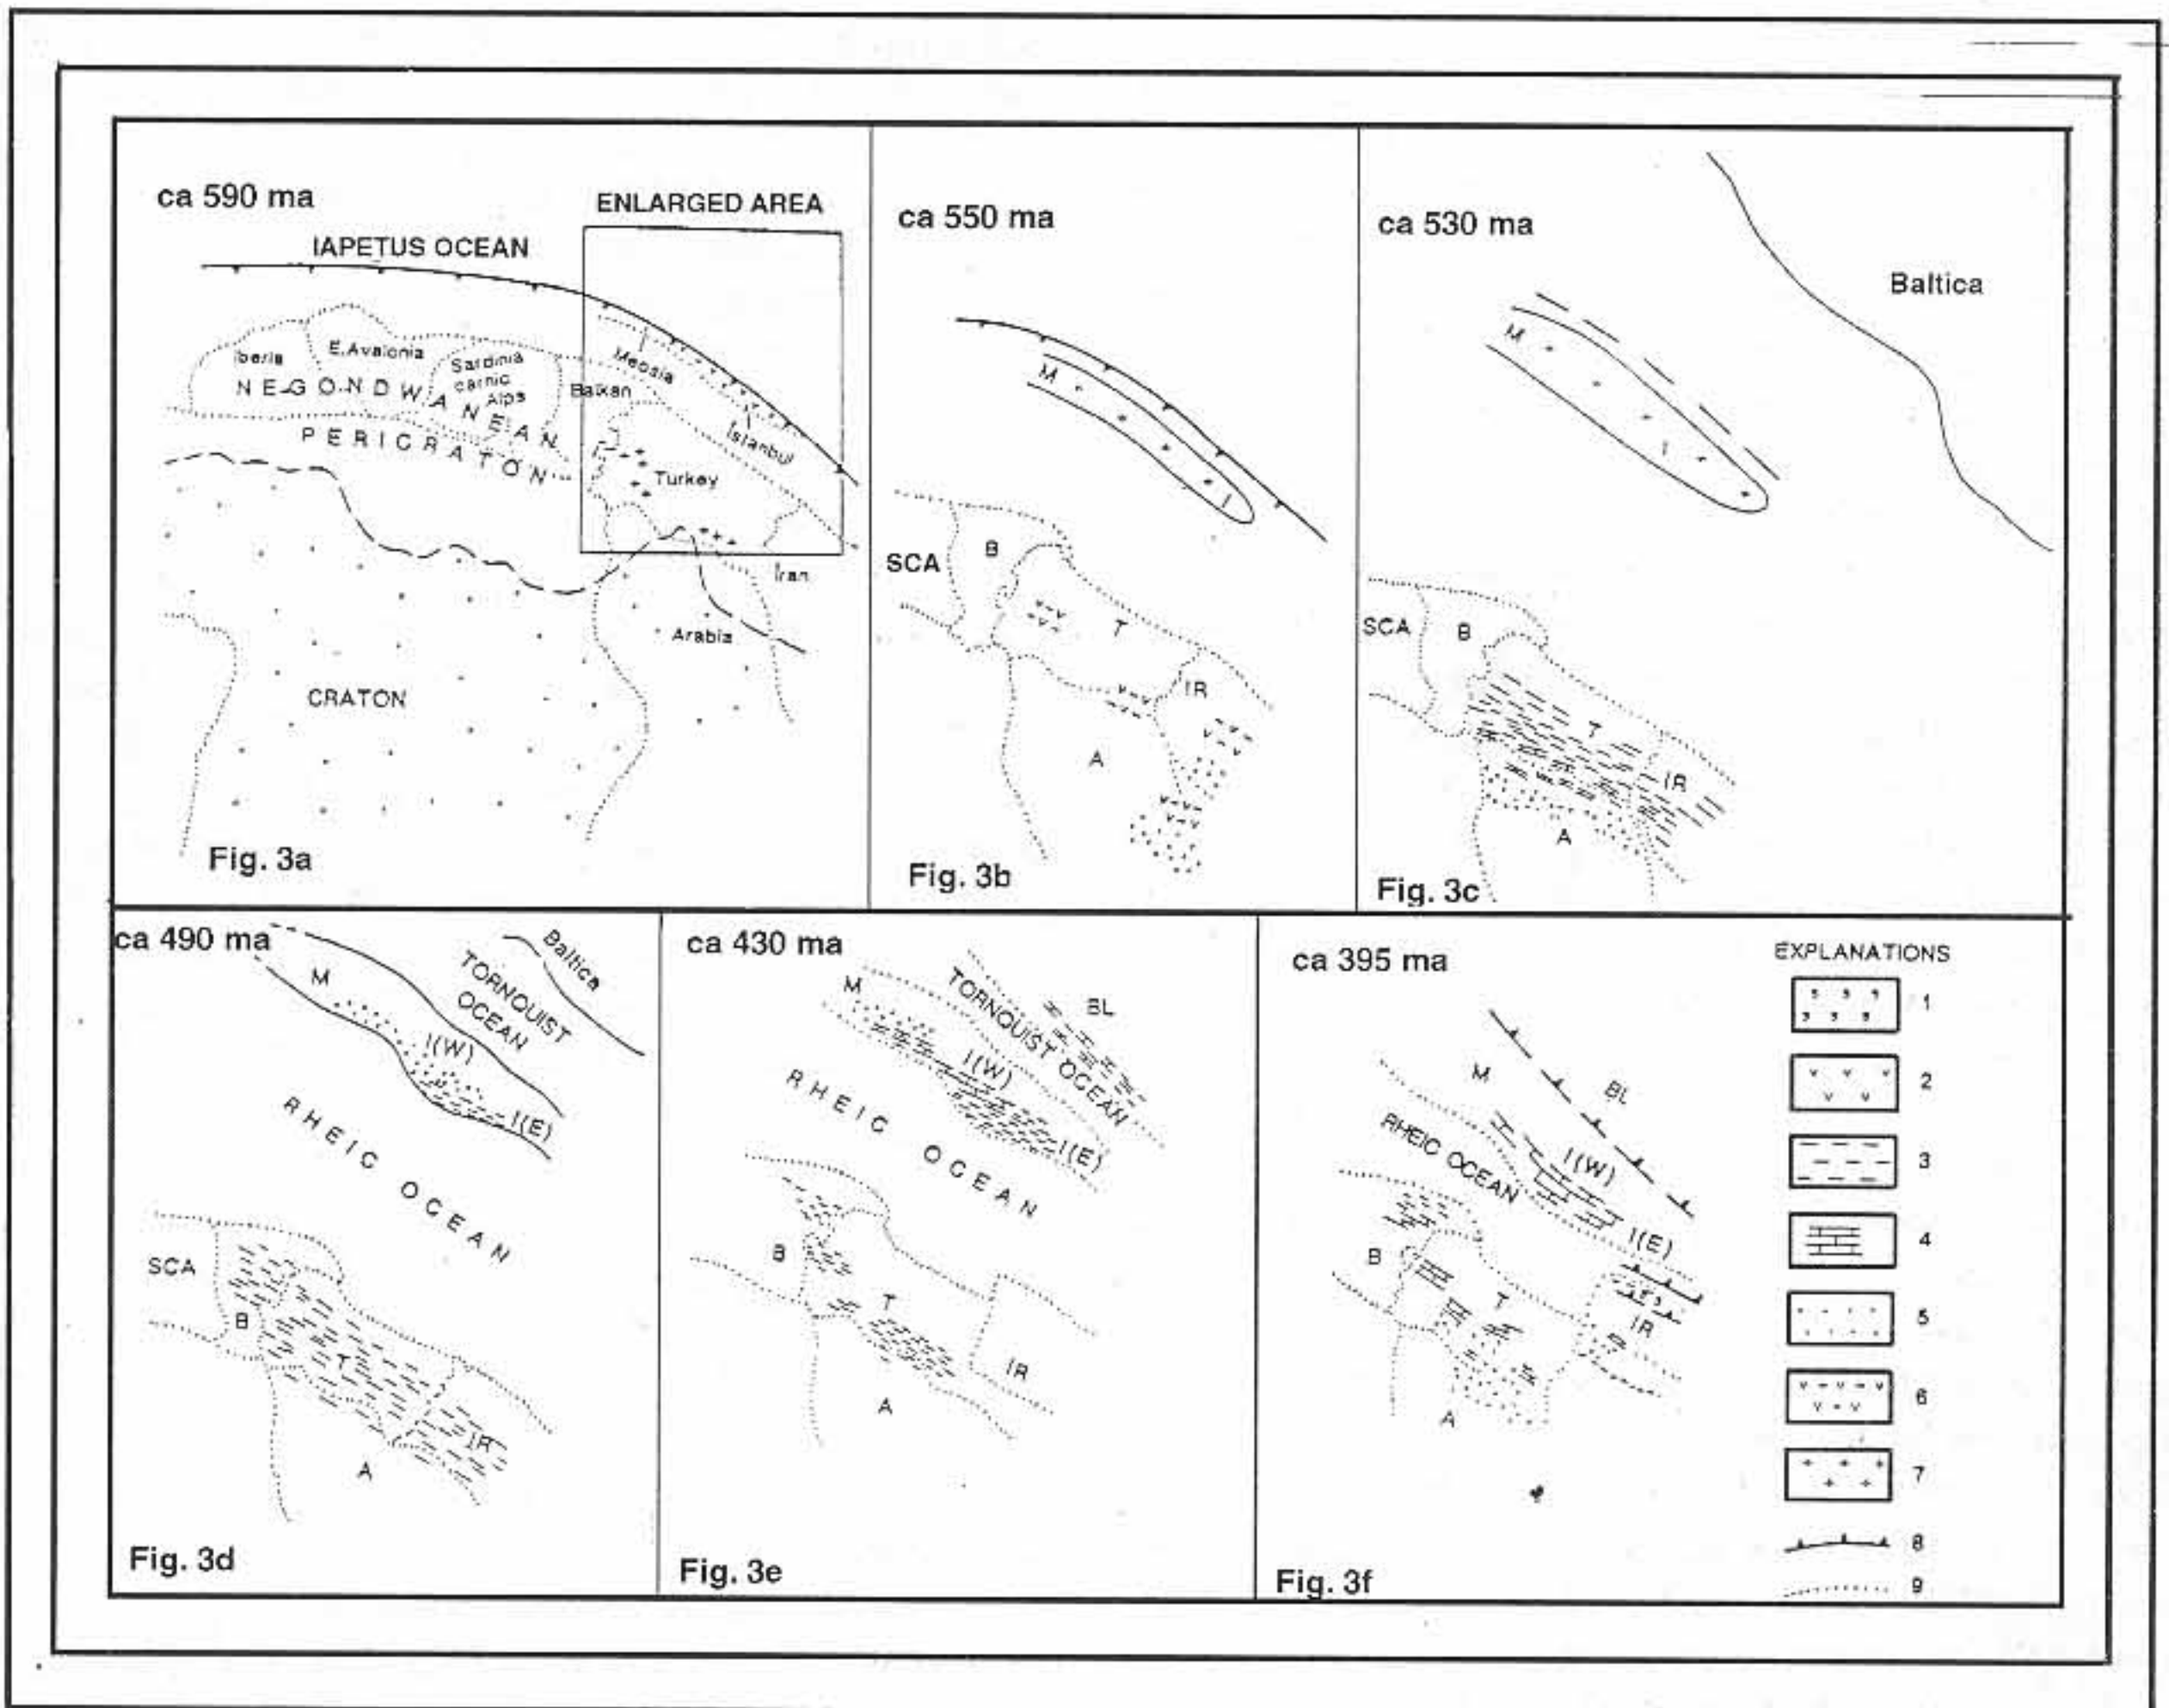 ca 590 ma
ENLARGED AREA
IAPETUS OCEAN
Iberia
E.Avalonia
Sardinia
carnic
Alps
Meosia
Balkan
İstanbul
NE-GONDWANEAN
PERICRATON
Turkey
İran
Arabia
CRATON
Fig. 3a
ca 550 ma
M
I
SCA
B
T
IR
A
Fig. 3b
ca 530 ma
Baltica
M
I
SCA
B
T
IR
A
Fig. 3c
ca 490 ma
Baltica
TORNQUIST
OCEAN
M
I(W)
I(E)
RHEIC OCEAN
SCA
B
T
IR
A
Fig. 3d
ca 430 ma
BL
TORNQUIST OCEAN
M
I(W)
I(E)
RHEIC OCEAN
B
T
IR
A
Fig. 3e
ca 395 ma
M
BL
RHEIC OCEAN
I(W)
I(E)
B
T
IR
A
Fig. 3f
EXPLANATIONS
1
2
3
4
5
6
7
8
9